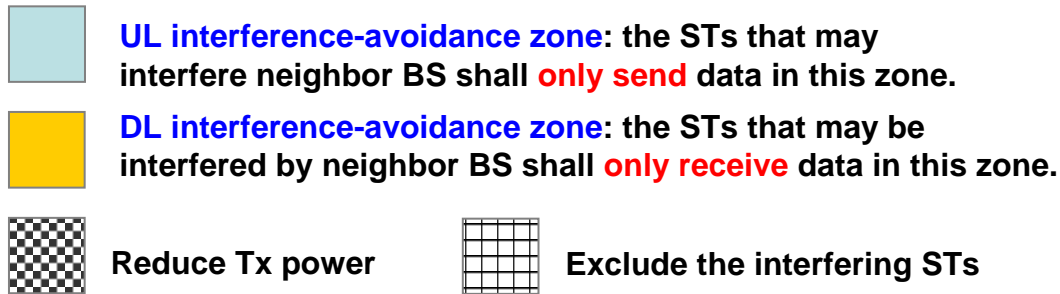 UL interference-avoidance zone: the STs that may
interfere neighbor BS shall only send data in this zone.
DL interference-avoidance zone: the STs that may be
interfered by neighbor BS shall only receive data in this zone.
Reduce Tx power
Exclude the interfering STs